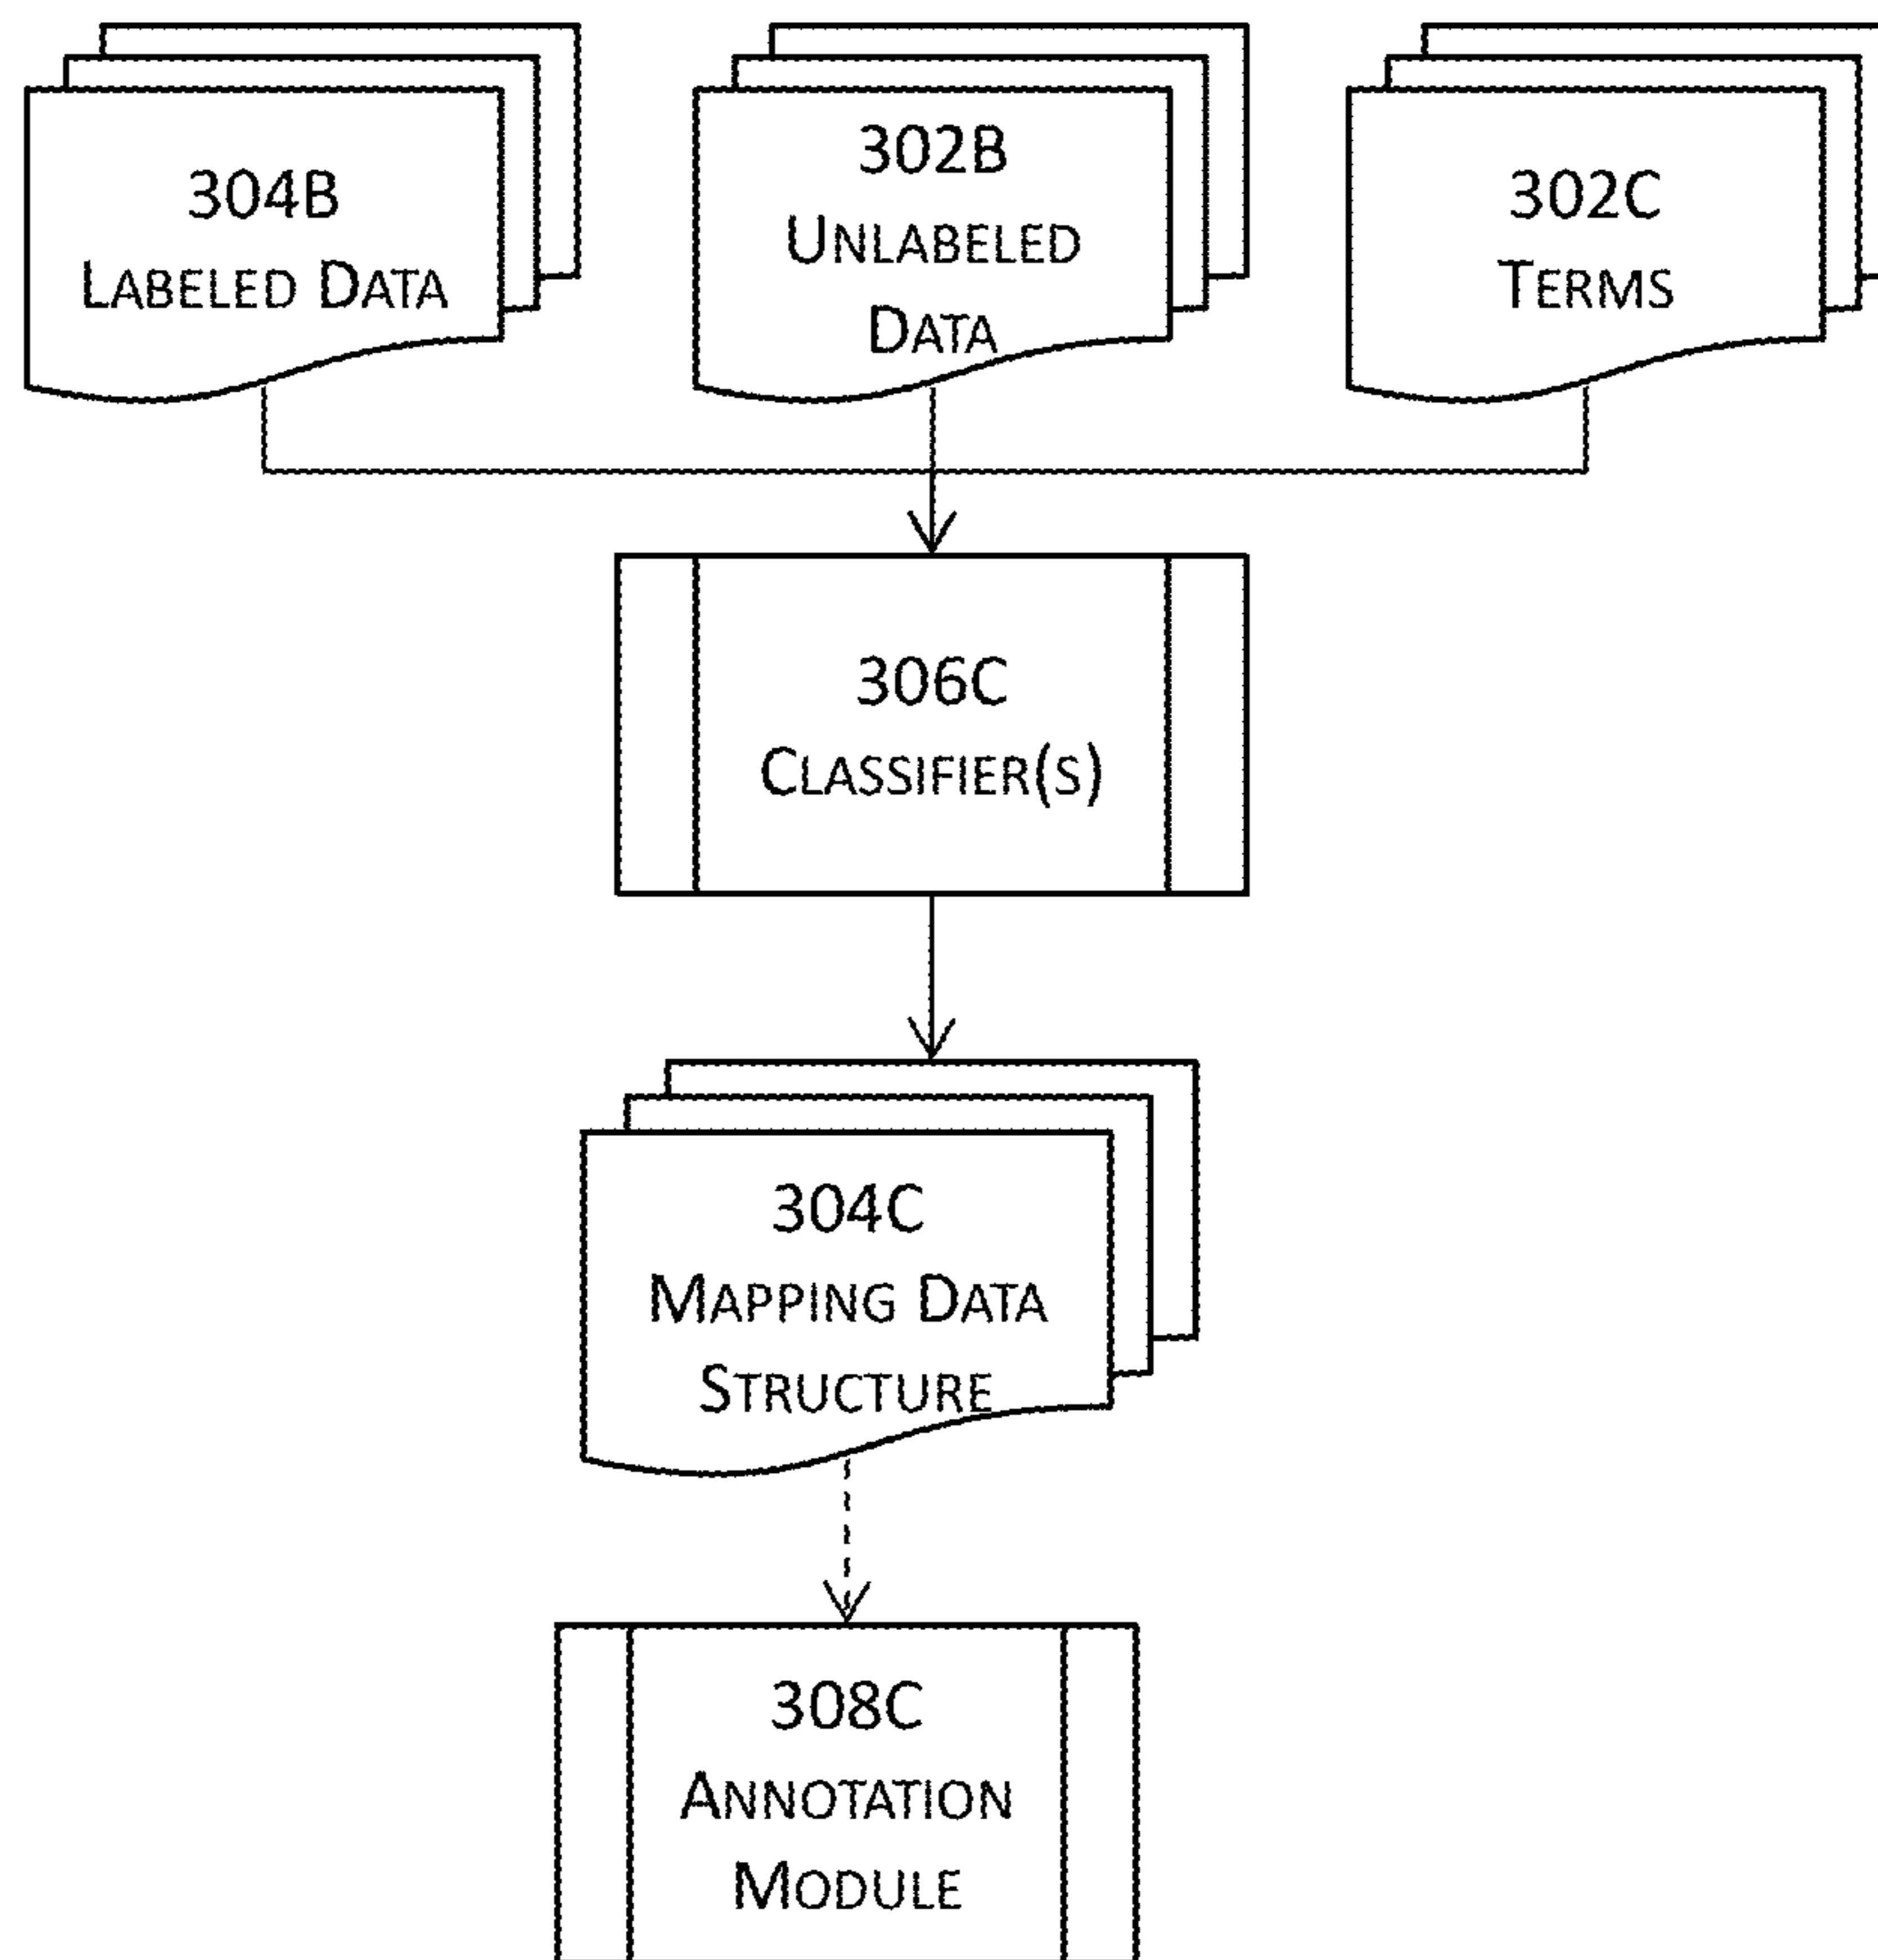 304B
LABELED DATA
302B
UNLABELED
DATA
302C
TERMS
306C
CLASSIFIER(S)
304C
MAPPING DATA
STRUCTURE
308C
ANNOTATION
MODULE